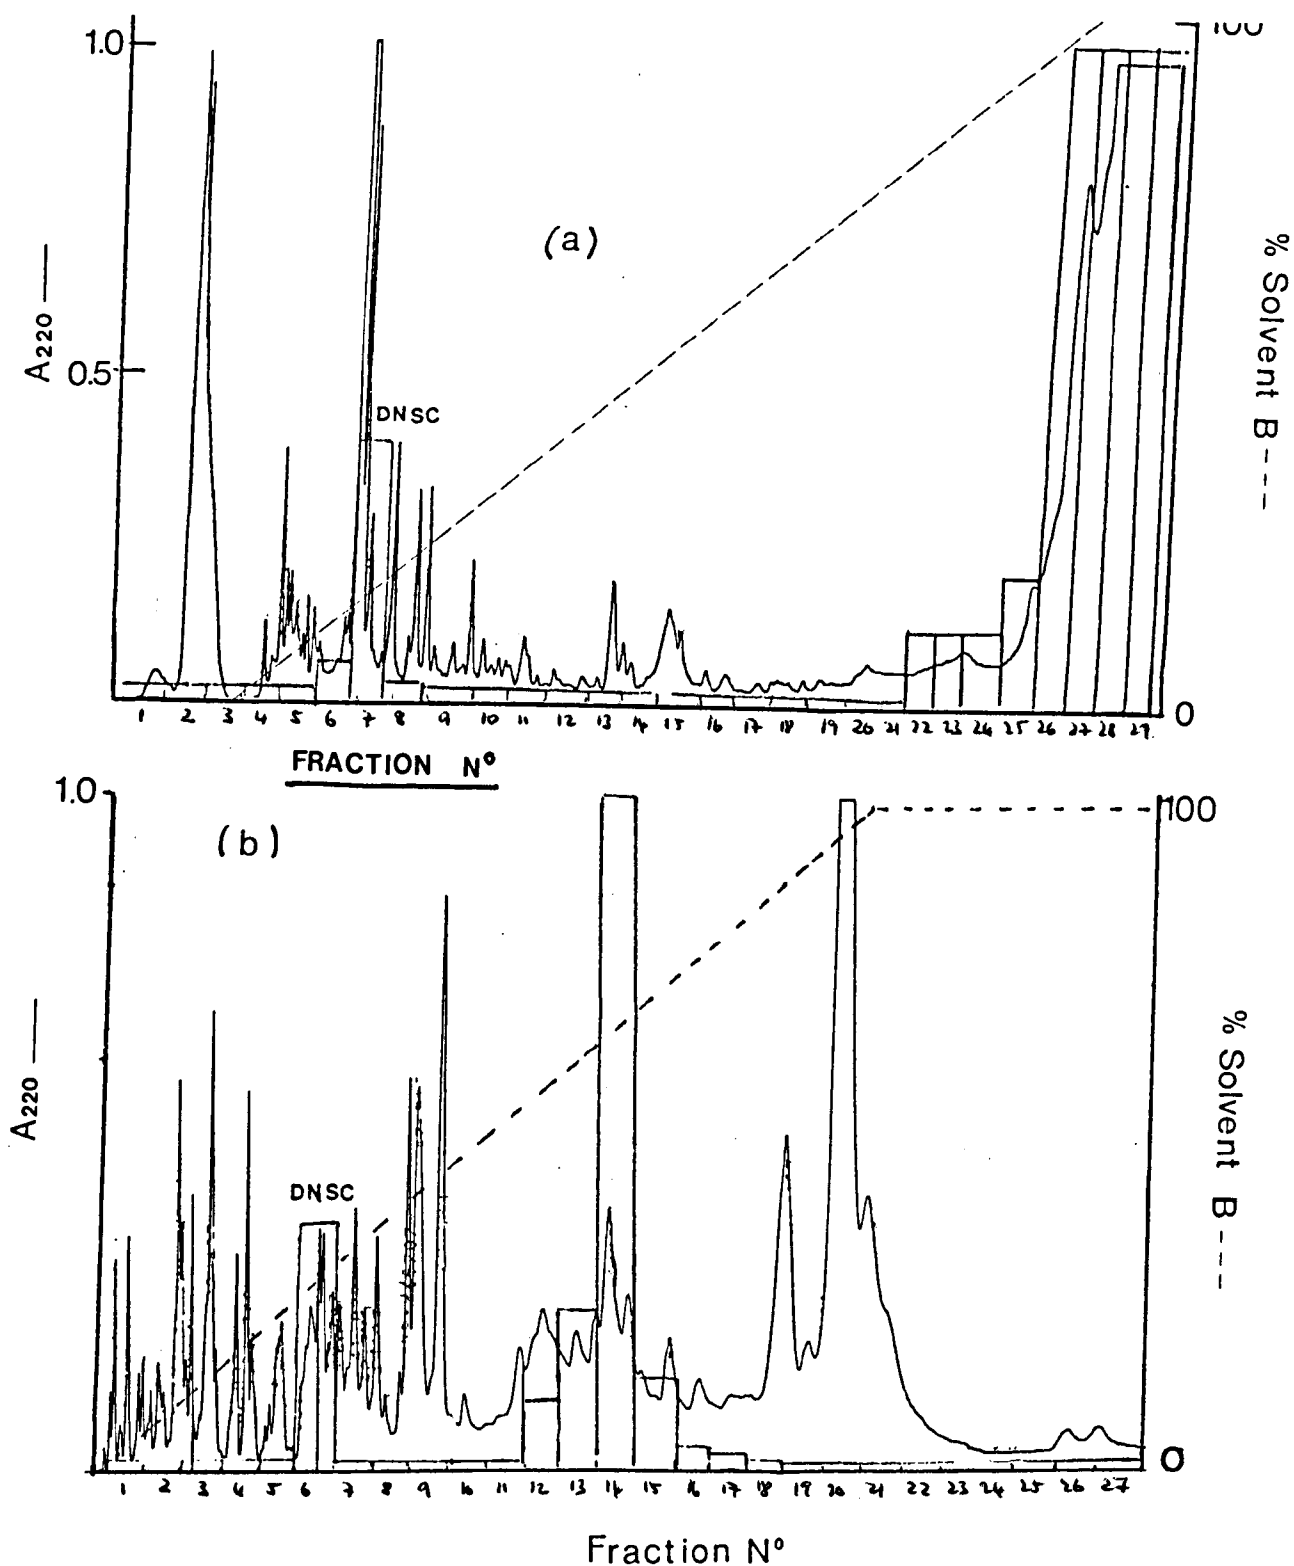 1.0
100
(a)
A220
% Solvent B---
0.5
DNSC
0
1 2 3 4 5 6 7 8 9 10 11 12 13 14 15 16 17 18 19 20 21 22 23 24 25 26 27 28 29
FRACTION Nº
1.0
100
(b)
A220
% Solvent B---
DNSC
0
1 2 3 4 5 6 7 8 9 10 11 12 13 14 15 16 17 18 19 20 21 22 23 24 25 26 27
Fraction Nº